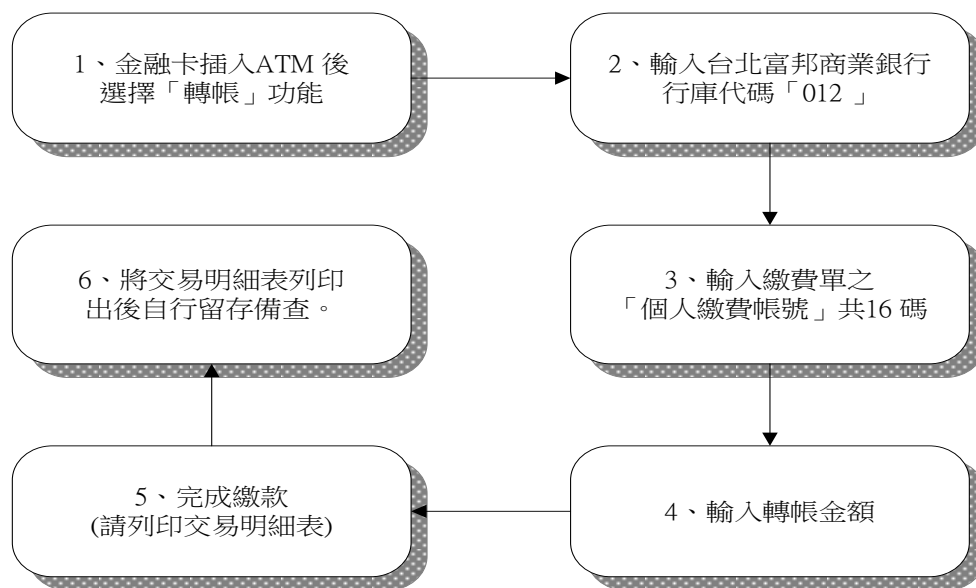 1、金融卡插入ATM 後
選擇「轉帳」功能
2、輸入台北富邦商業銀行
行庫代碼「012 」
3、輸入繳費單之
「個人繳費帳號」共16 碼
4、輸入轉帳金額
5、完成繳款
(請列印交易明細表)
6、將交易明細表列印
出後自行留存備查。